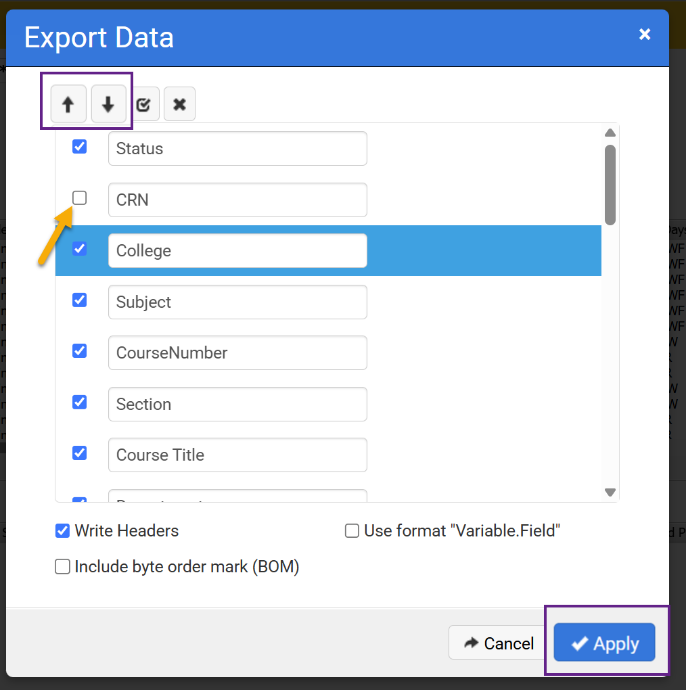 Export Data ×
Status
CRN
College
Subject
CourseNumber
Section
Course Title
Write Headers Use format "Variable.Field"
Include byte order mark (BOM)
Cancel Apply